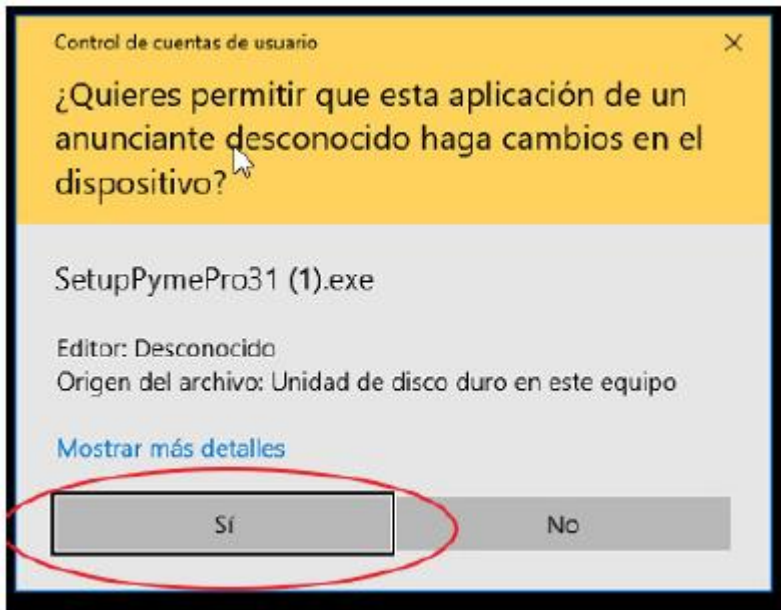 Control de cuentas de usuario
¿Quieres permitir que esta aplicación de un
anunciante desconocido haga cambios en el
dispositivo?
SetupPymePro31 (1).exe
Editor: Desconocido
Origen del archivo: Unidad de disco duro en este equipo
Mostrar más detalles
Sí
No